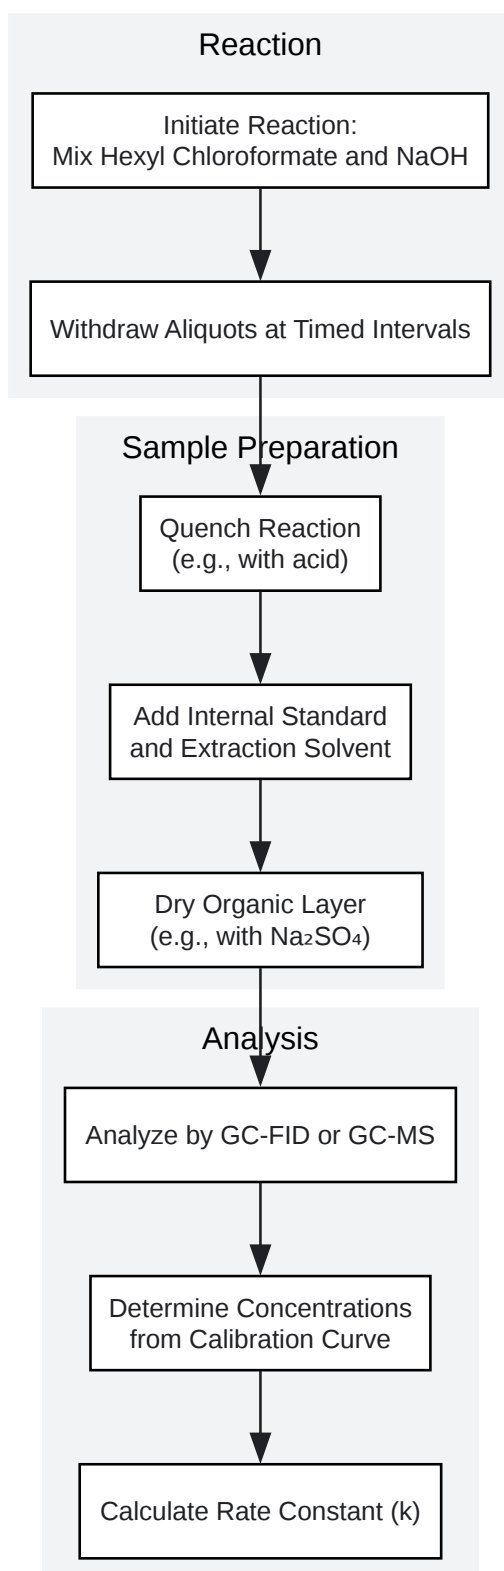 Reaction
Initiate Reaction:
Mix Hexyl Chloroformate and NaOH
Withdraw Aliquots at Timed Intervals
Sample Preparation
Quench Reaction
(e.g., with acid)
Add Internal Standard
and Extraction Solvent
Dry Organic Layer
(e.g., with Na₂SO₄)
Analysis
Analyze by GC-FID or GC-MS
Determine Concentrations
from Calibration Curve
Calculate Rate Constant (k)